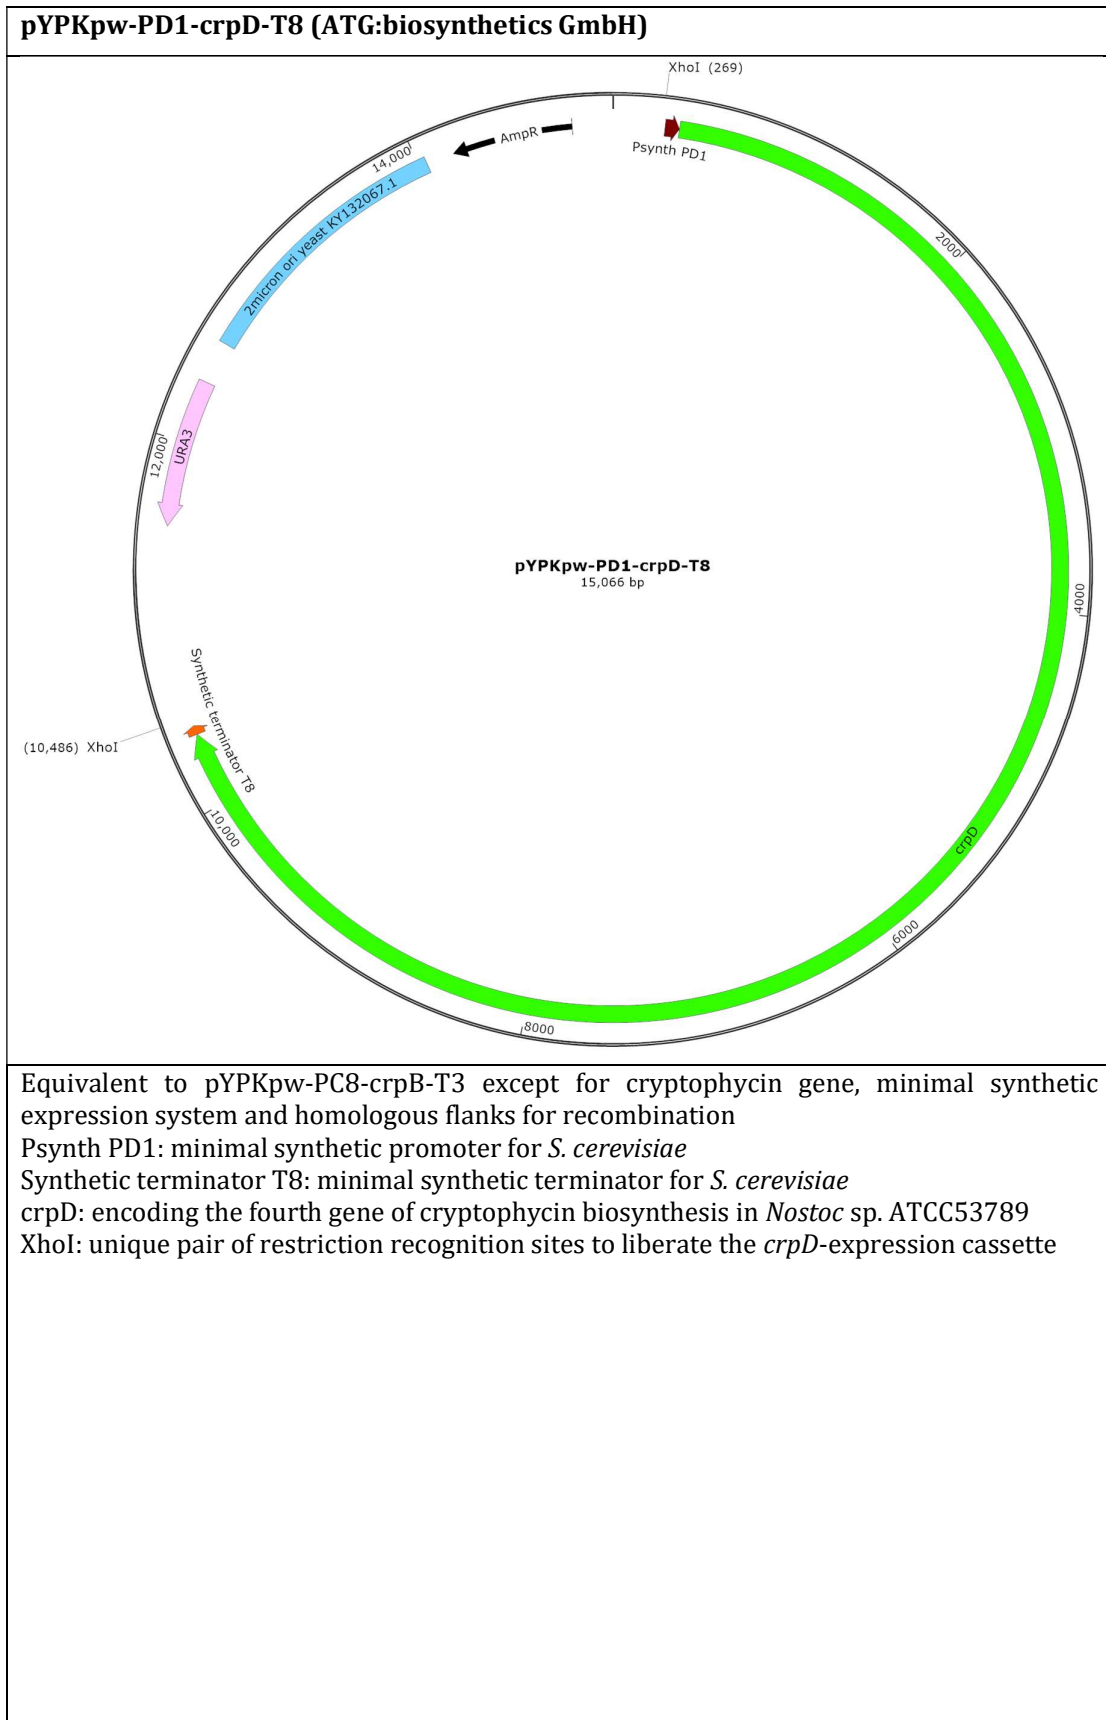 pYPKpw-PD1-crpD-T8 (ATG:biosynthetics GmbH)
XhoI (269)
AmpR
Psynth PD1
14,000
2micron ori yeast KY132067.1
2000
URA3
12,000
pYPKpw-PD1-crpD-T8
15,066 bp
4000
Synthetic terminator T8
(10,486) XhoI
10,000
crpD
6000
8000
Equivalent to pYPKpw-PC8-crpB-T3 except for cryptophycin gene, minimal synthetic
expression system and homologous flanks for recombination
Psynth PD1: minimal synthetic promoter for S. cerevisiae
Synthetic terminator T8: minimal synthetic terminator for S. cerevisiae
crpD: encoding the fourth gene of cryptophycin biosynthesis in Nostoc sp. ATCC53789
XhoI: unique pair of restriction recognition sites to liberate the crpD-expression cassette